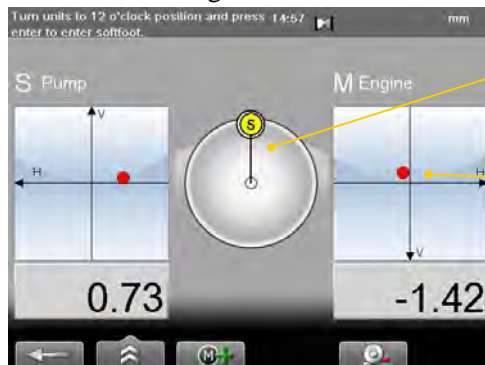 Turn units to 12 o'clock position and press
enter to enter softfoot.
14:57
mm
S Pump
M Engine
S
V
H
H
V
0.73
-1.42
M